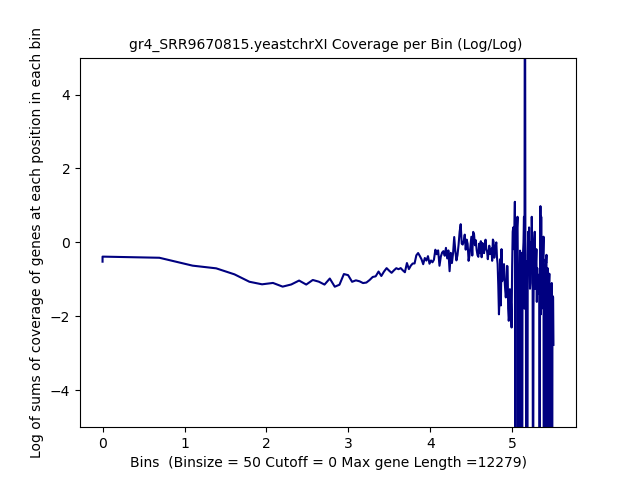 gr4_SRR9670815.yeastchrXI Coverage per Bin (Log/Log)
Log of sums of coverage of genes at each position in each bin
4
2
0
−2
−4
0 1 2 3 4 5
Bins  (Binsize = 50 Cutoff = 0 Max gene Length =12279)